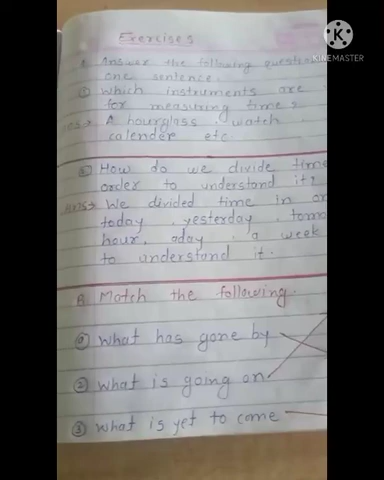 KINEMASTER
Exercises
A. Answer the following question
one sentence.
① Which instruments are
for measuring time?
Ans→ A hourglass, watch
calender etc.
② How do we divide time
order to understand it?
Ans→ We divided time in or
today, yesterday, tomo
hour, aday, a week
to understand it.
B. Match the following.
① What has gone by
② What is going on
③ What is yet to come